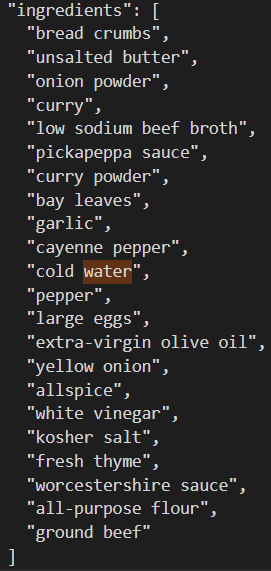 "ingredients": [
"bread crumbs",
"unsalted butter",
"onion powder",
"curry",
"low sodium beef broth",
"pickapeppa sauce",
"curry powder",
"bay leaves",
"garlic",
"cayenne pepper",
"cold water",
"pepper",
"large eggs",
"extra-virgin olive oil",
"yellow onion",
"allspice",
"white vinegar",
"kosher salt",
"fresh thyme",
"worcestershire sauce",
"all-purpose flour",
"ground beef"
]